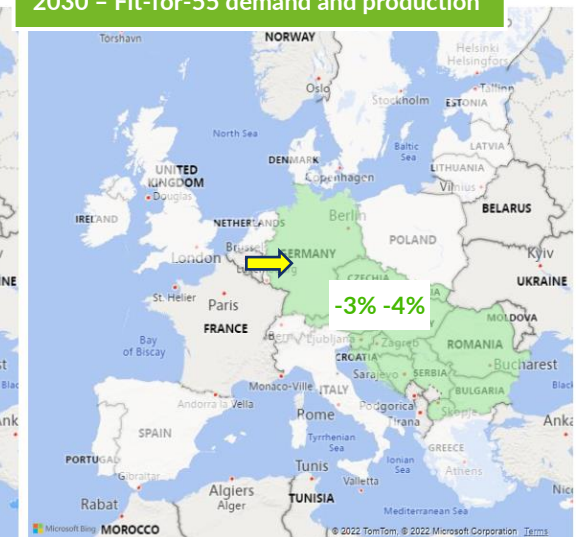 2030 – Fit-for-55 demand and production
Torshavn
NORWAY
Helsinki
Helsingfors
Oslo
Stockholm
Tallinn
ESTONIA
North Sea
Baltic
Sea
LATVIA
DENMARK
Copenhagen
LITHUANIA
Vilnius
UNITED
KINGDOM
Douglas
IRELAND
NETHERLANDS
Berlin
BELARUS
POLAND
London
GERMANY
Kyiv
UKRAINE
INE
CZECHIA
St. Helier
Paris
-3% -4%
MOLDOVA
FRANCE
Bay
of Biscay
Bern
Ljubljana
Zagreb
ROMANIA
CROATIA
Bucharest
Sarajevo
SERBIA
Monaco-Ville
ITALY
BULGARIA
Andorra la Vella
Podgorica
Skopje
Rome
Tirana
Anka
SPAIN
Tyrrhenian
Sea
GREECE
PORTUGAL
Ionian
Sea
Athens
Gibraltar
Tunis
Valletta
Algiers
Alger
TUNISIA
Nic
Rabat
Mediterranean Sea
Microsoft Bing
MOROCCO
© 2022 TomTom, © 2022 Microsoft Corporation Terms